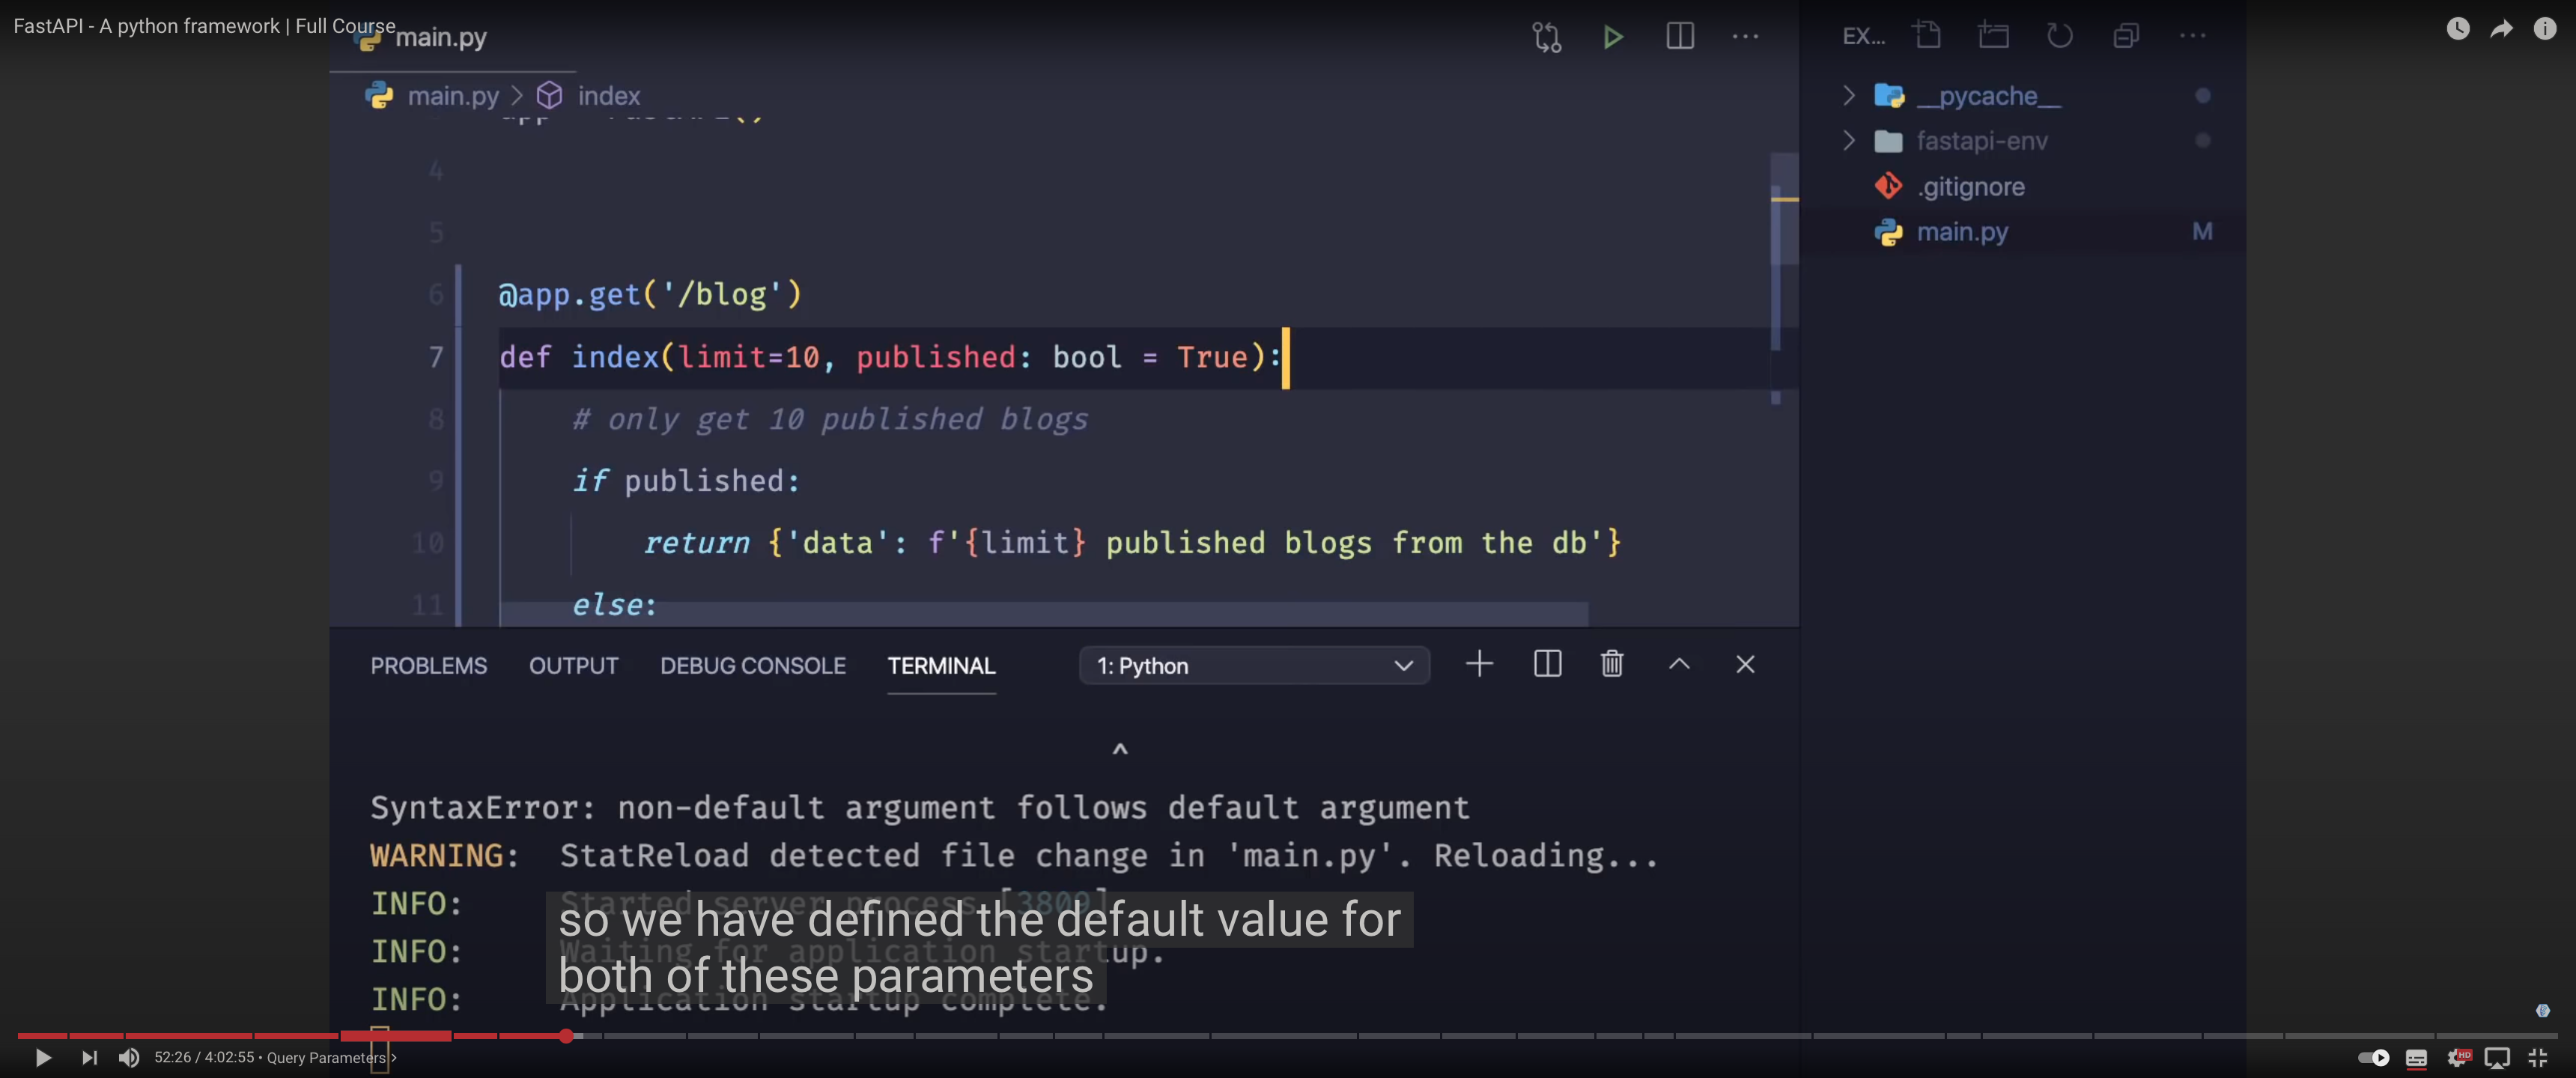 FastAPI - A python framework | Full Course
main.py
EX...
main.py > index
__pycache__
fastapi-env
.gitignore
main.py M
4
5
6 @app.get('/blog')
7 def index(limit=10, published: bool = True):
8 # only get 10 published blogs
9 if published:
10 return {'data': f'{limit} published blogs from the db'}
11 else:
PROBLEMS OUTPUT DEBUG CONSOLE TERMINAL 1: Python
^
SyntaxError: non-default argument follows default argument
WARNING: StatReload detected file change in 'main.py'. Reloading...
INFO: Started server process [3809]
INFO: Waiting for application startup.
INFO: Application startup complete.
so we have defined the default value for
both of these parameters
52:26 / 4:02:55 • Query Parameters >
HD